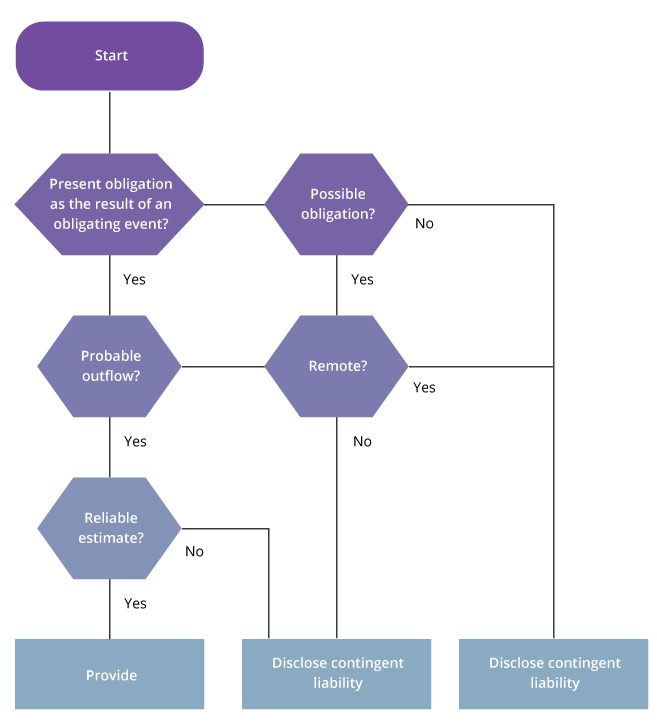 Start
Present obligation
as the result of an
obligating event?
Possible
obligation?
No
Yes
Yes
Probable
outflow?
Remote?
Yes
Yes
No
Reliable
estimate?
No
Yes
Provide
Disclose contingent
liability
Disclose contingent
liability